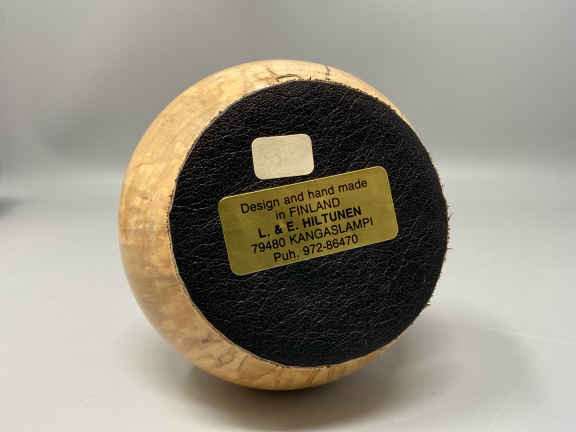 Design and hand made
in FINLAND
L. & E. HILTUNEN
79480 KANGASLAMPI
Puh. 972-86470